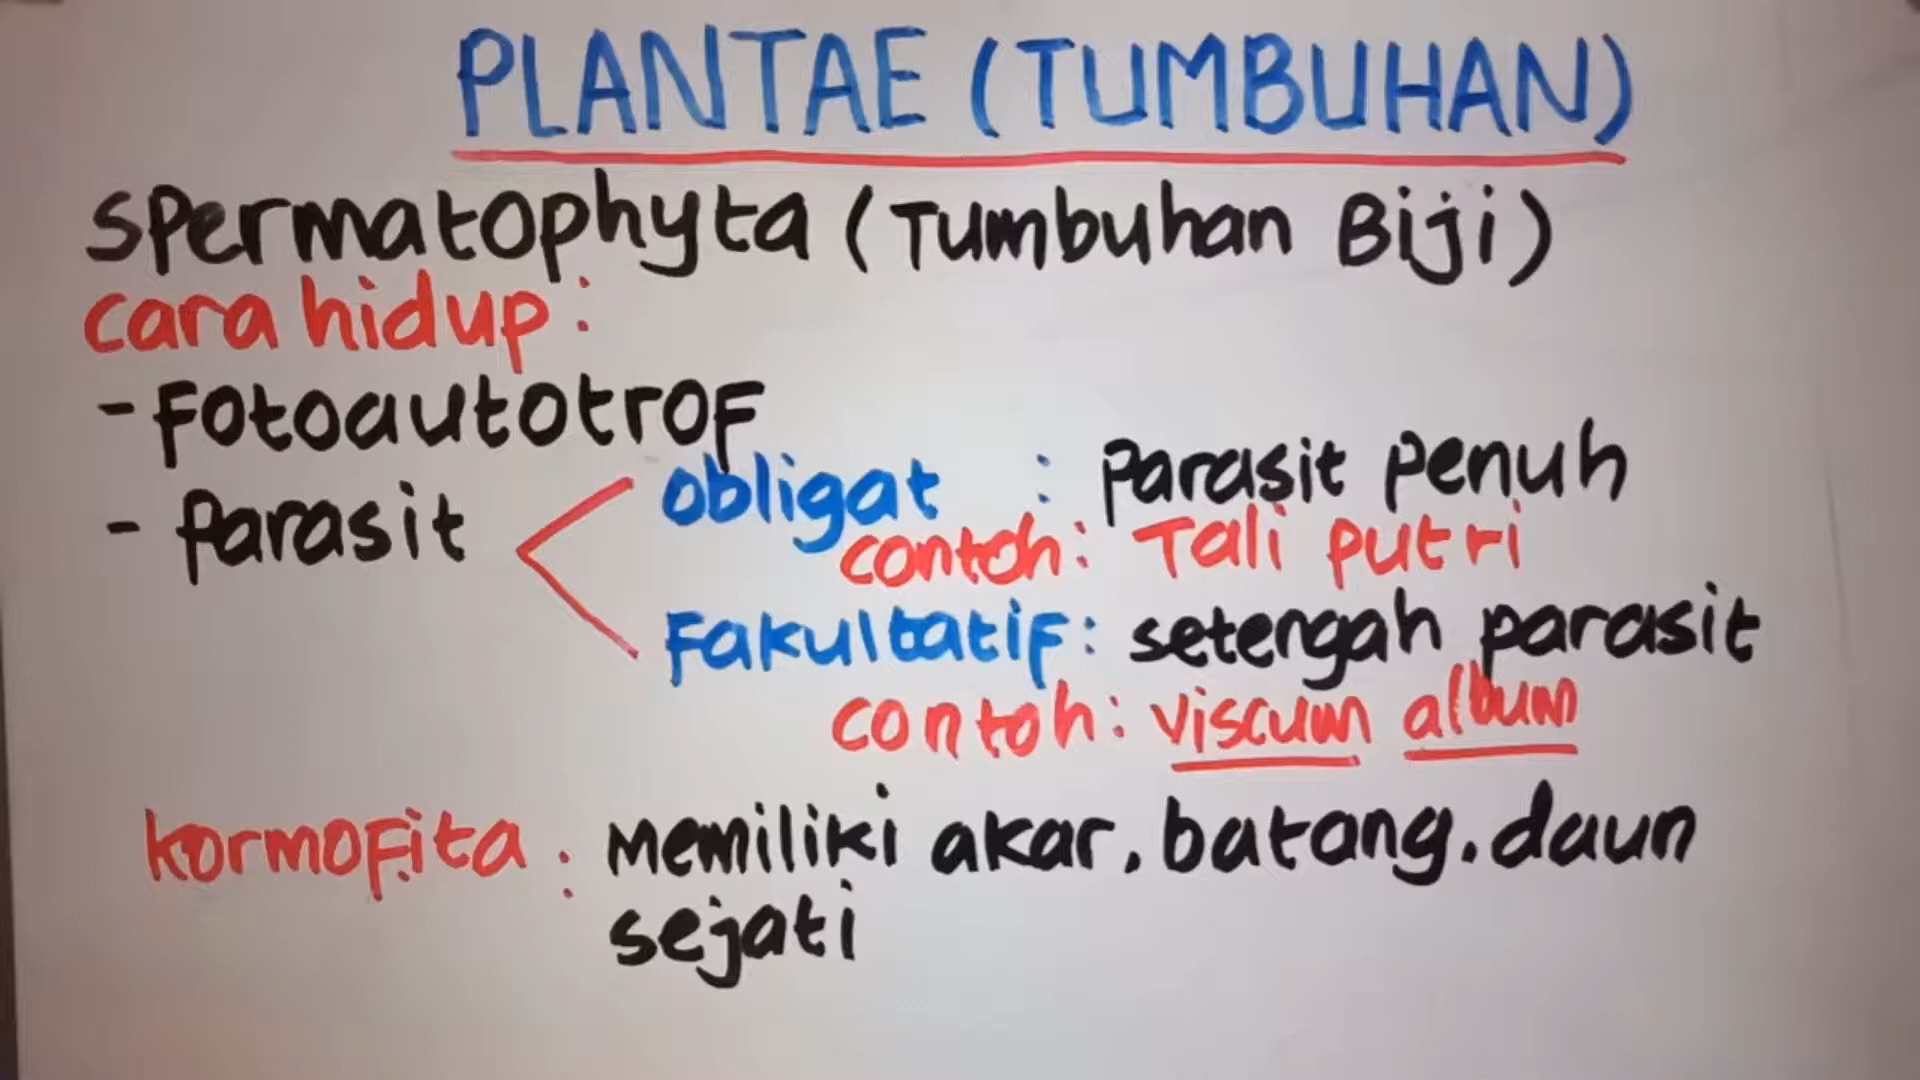 PLANTAE (TUMBUHAN)
Spermatophyta (Tumbuhan Biji)
Cara hidup :
- Fotoautotrof
- Parasit
obligat : Parasit penuh
contoh : Tali putri
Fakultatif : setengah parasit
contoh : viscum album
kormofita : Memiliki akar, batang, daun
sejati